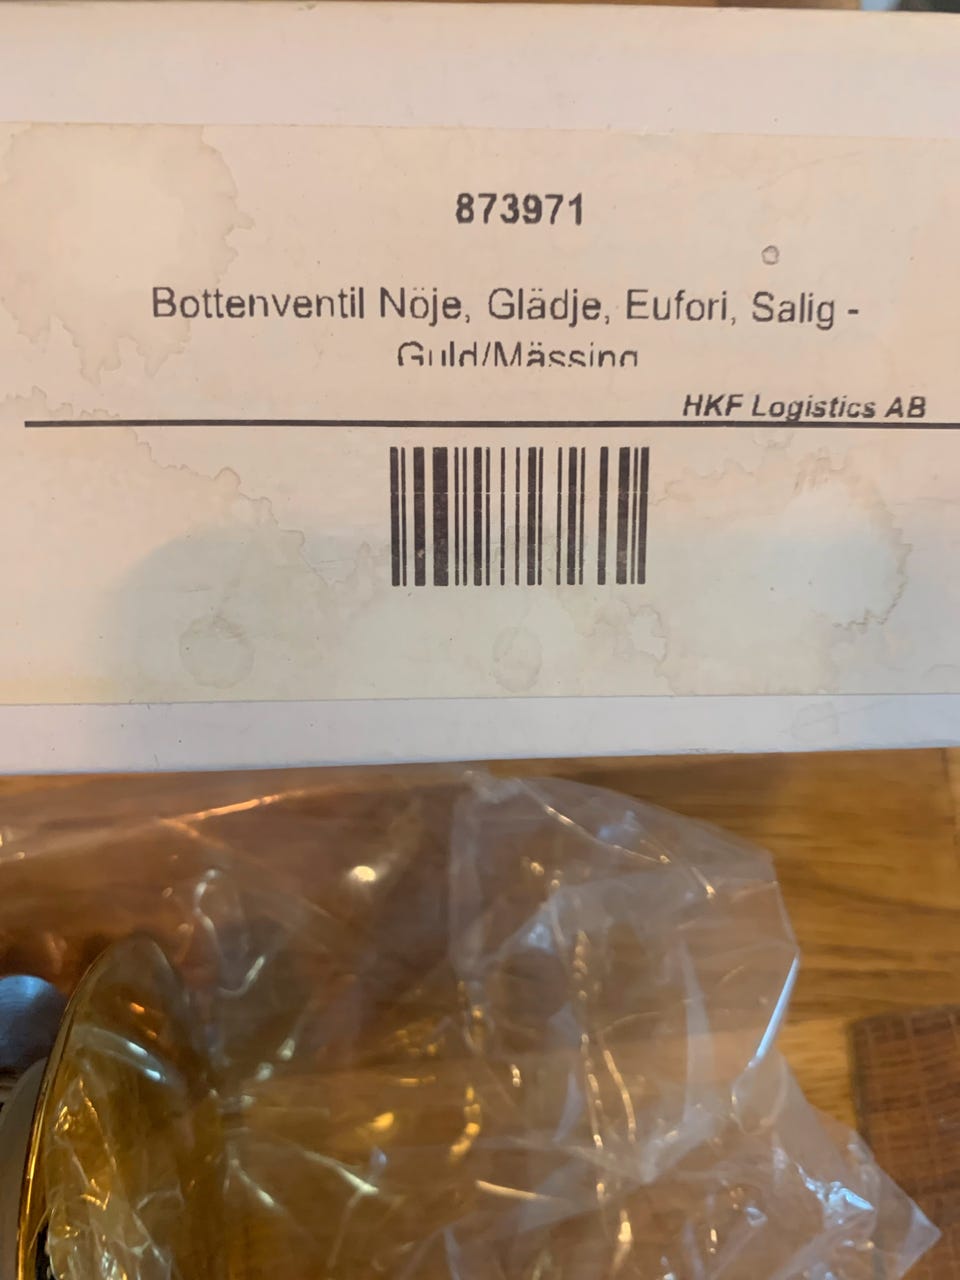 873971
Bottenventil Nöje, Glädje, Eufori, Salig -
Guld/Mässing
HKF Logistics AB